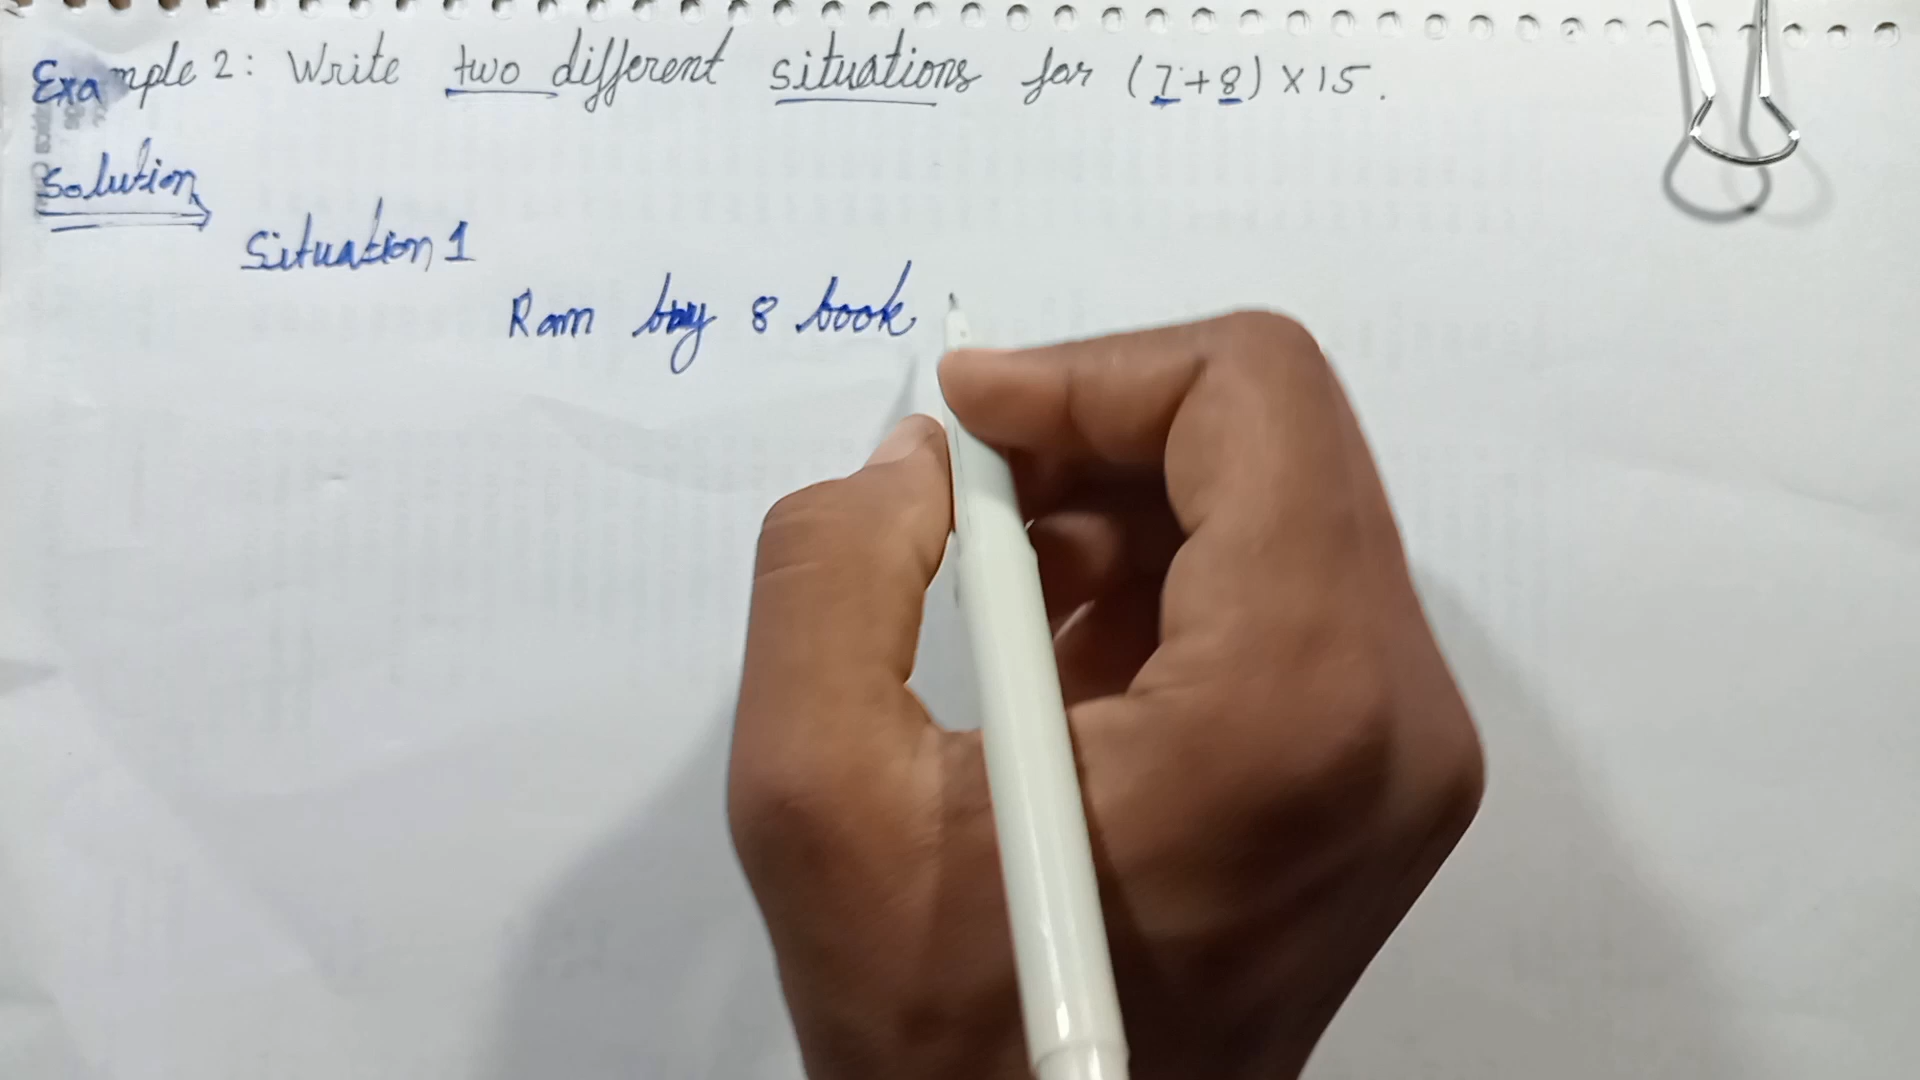 Example 2: Write two different situations for (7+8)×15.
Solution
Situation 1
Ram buy 8 book